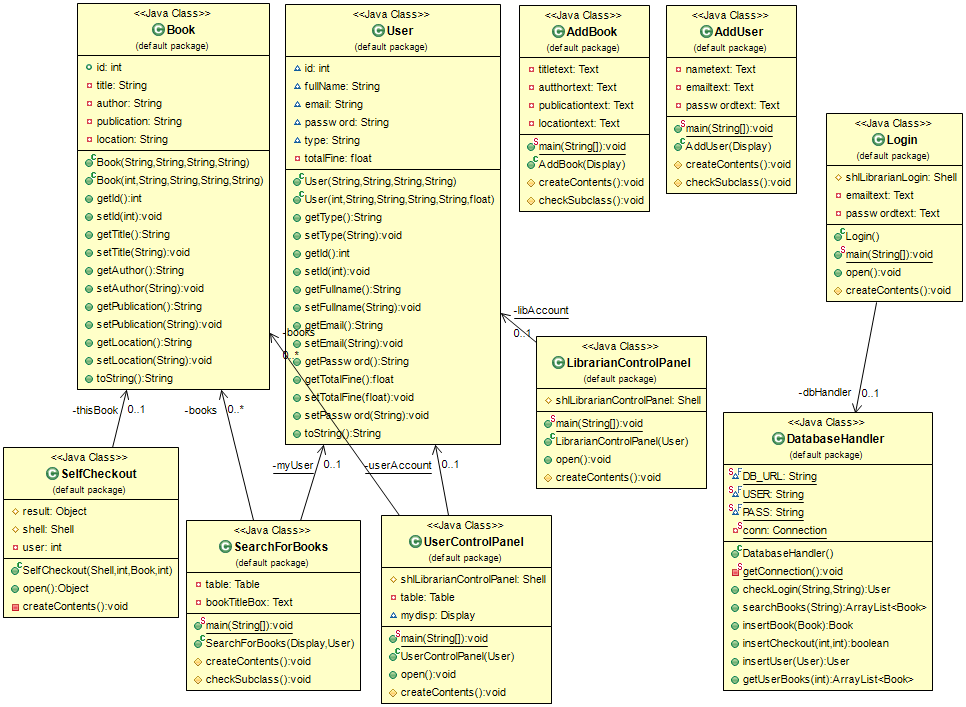 <<Java Class>>
Book
(default package)
id: int
title: String
author: String
publication: String
location: String
Book(String,String,String,String)
Book(int,String,String,String,String)
getId():int
setId(int):void
getTitle():String
setTitle(String):void
getAuthor():String
setAuthor(String):void
getPublication():String
setPublication(String):void
getLocation():String
setLocation(String):void
toString():String
<<Java Class>>
User
(default package)
id: int
fullName: String
email: String
password: String
type: String
totalFine: float
User(String,String,String,String)
User(int,String,String,String,String,float)
getType():String
setType(String):void
getId():int
setId(int):void
getFullname():String
setFullname(String):void
getEmail():String
setEmail(String):void
getPassword():String
getTotalFine():float
setTotalFine(float):void
setPassword(String):void
toString():String
<<Java Class>>
AddBook
(default package)
titletext: Text
autthortext: Text
publicationtext: Text
locationtext: Text
main(String[]):void
AddBook(Display)
createContents():void
checkSubclass():void
<<Java Class>>
AddUser
(default package)
nametext: Text
emailtext: Text
passwordtext: Text
main(String[]):void
AddUser(Display)
createContents():void
checkSubclass():void
<<Java Class>>
Login
(default package)
shlLibrarianLogin: Shell
emailtext: Text
passwordtext: Text
Login()
main(String[]):void
open():void
createContents():void
-libAccount
0..1
-books
0..*
<<Java Class>>
LibrarianControlPanel
(default package)
shlLibrarianControlPanel: Shell
main(String[]):void
LibrarianControlPanel(User)
open():void
createContents():void
-dbHandler
0..1
-thisBook
0..1
-books
0..*
<<Java Class>>
DatabaseHandler
(default package)
DB_URL: String
USER: String
PASS: String
conn: Connection
DatabaseHandler()
getConnection():void
checkLogin(String,String):User
searchBooks(String):ArrayList<Book>
insertBook(Book):Book
insertCheckout(int,int):boolean
insertUser(User):User
getUserBooks(int):ArrayList<Book>
<<Java Class>>
SelfCheckout
(default package)
result: Object
shell: Shell
user: int
SelfCheckout(Shell,int,Book,int)
open():Object
createContents():void
-myUser
0..1
-userAccount
0..1
<<Java Class>>
SearchForBooks
(default package)
table: Table
bookTitleBox: Text
main(String[]):void
SearchForBooks(Display,User)
createContents():void
checkSubclass():void
<<Java Class>>
UserControlPanel
(default package)
shlLibrarianControlPanel: Shell
table: Table
mydisp: Display
main(String[]):void
UserControlPanel(User)
open():void
createContents():void